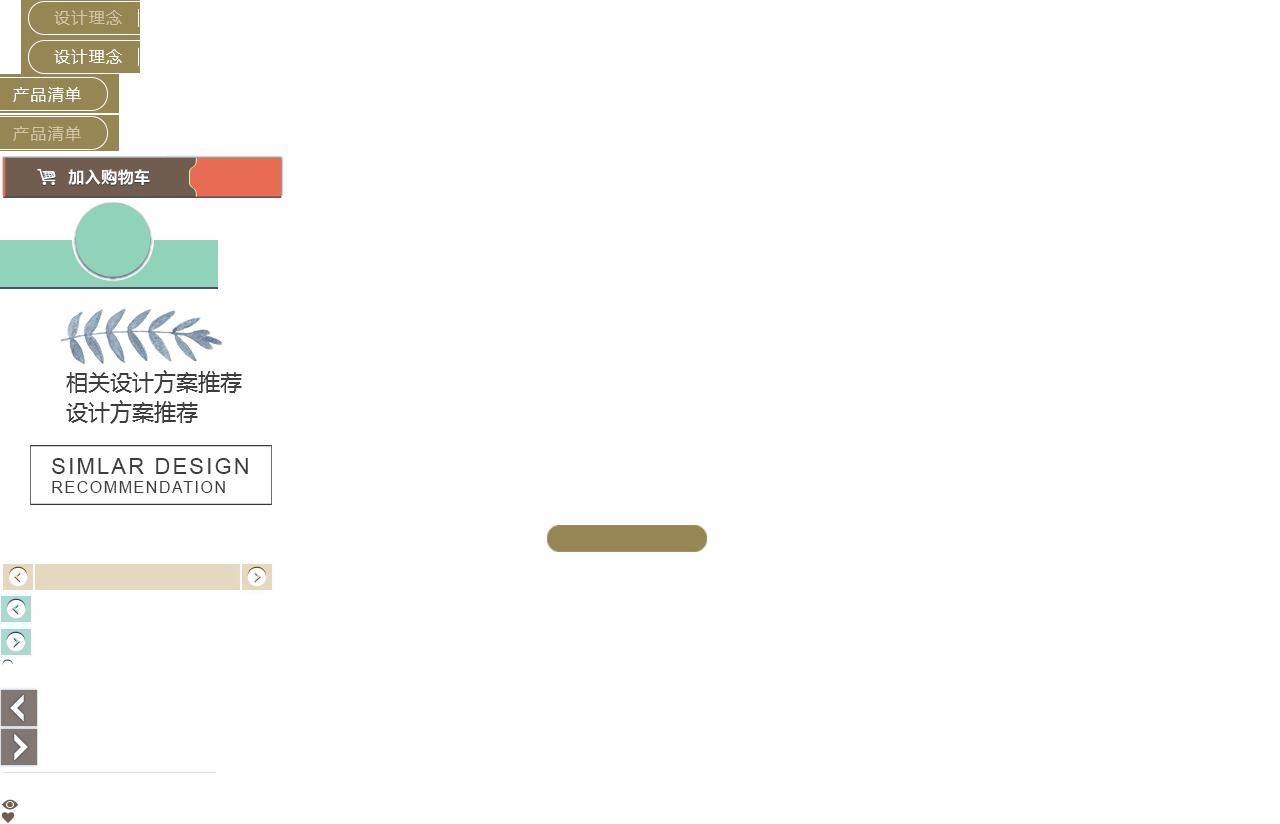 设计理念
设计理念
产品清单
产品清单
加入购物车
相关设计方案推荐
设计方案推荐
SIMLAR DESIGN
RECOMMENDATION